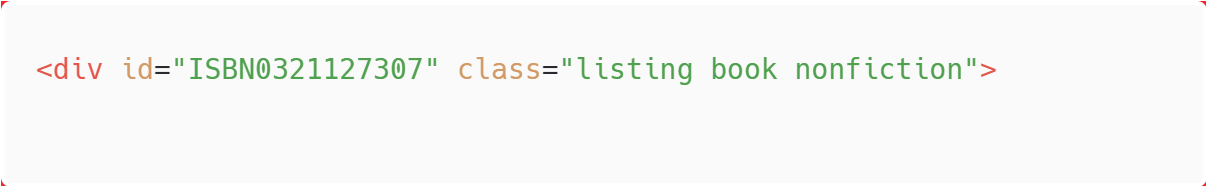 <div id="ISBN0321127307" class="listing book nonfiction">